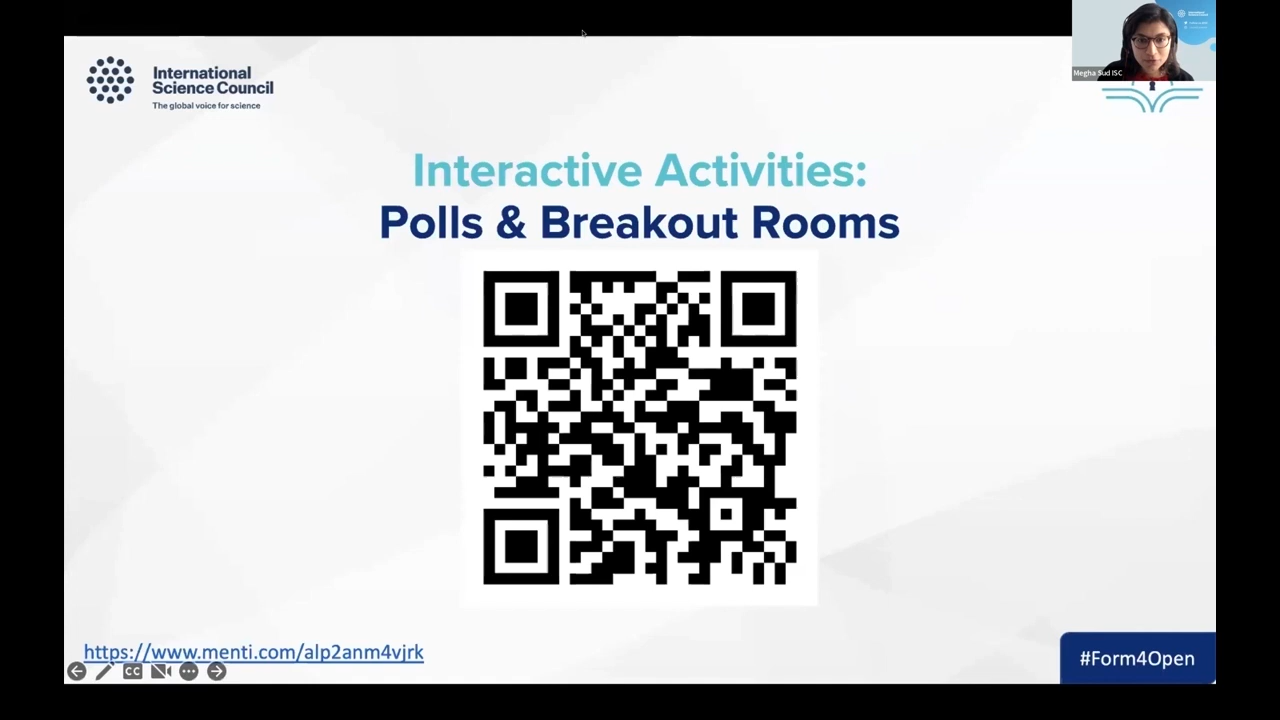 International
Science Council
The global voice for science
Megha Sud ISC
Interactive Activities:
Polls & Breakout Rooms
https://www.menti.com/alp2anm4vjrk
CC
#Form4Open